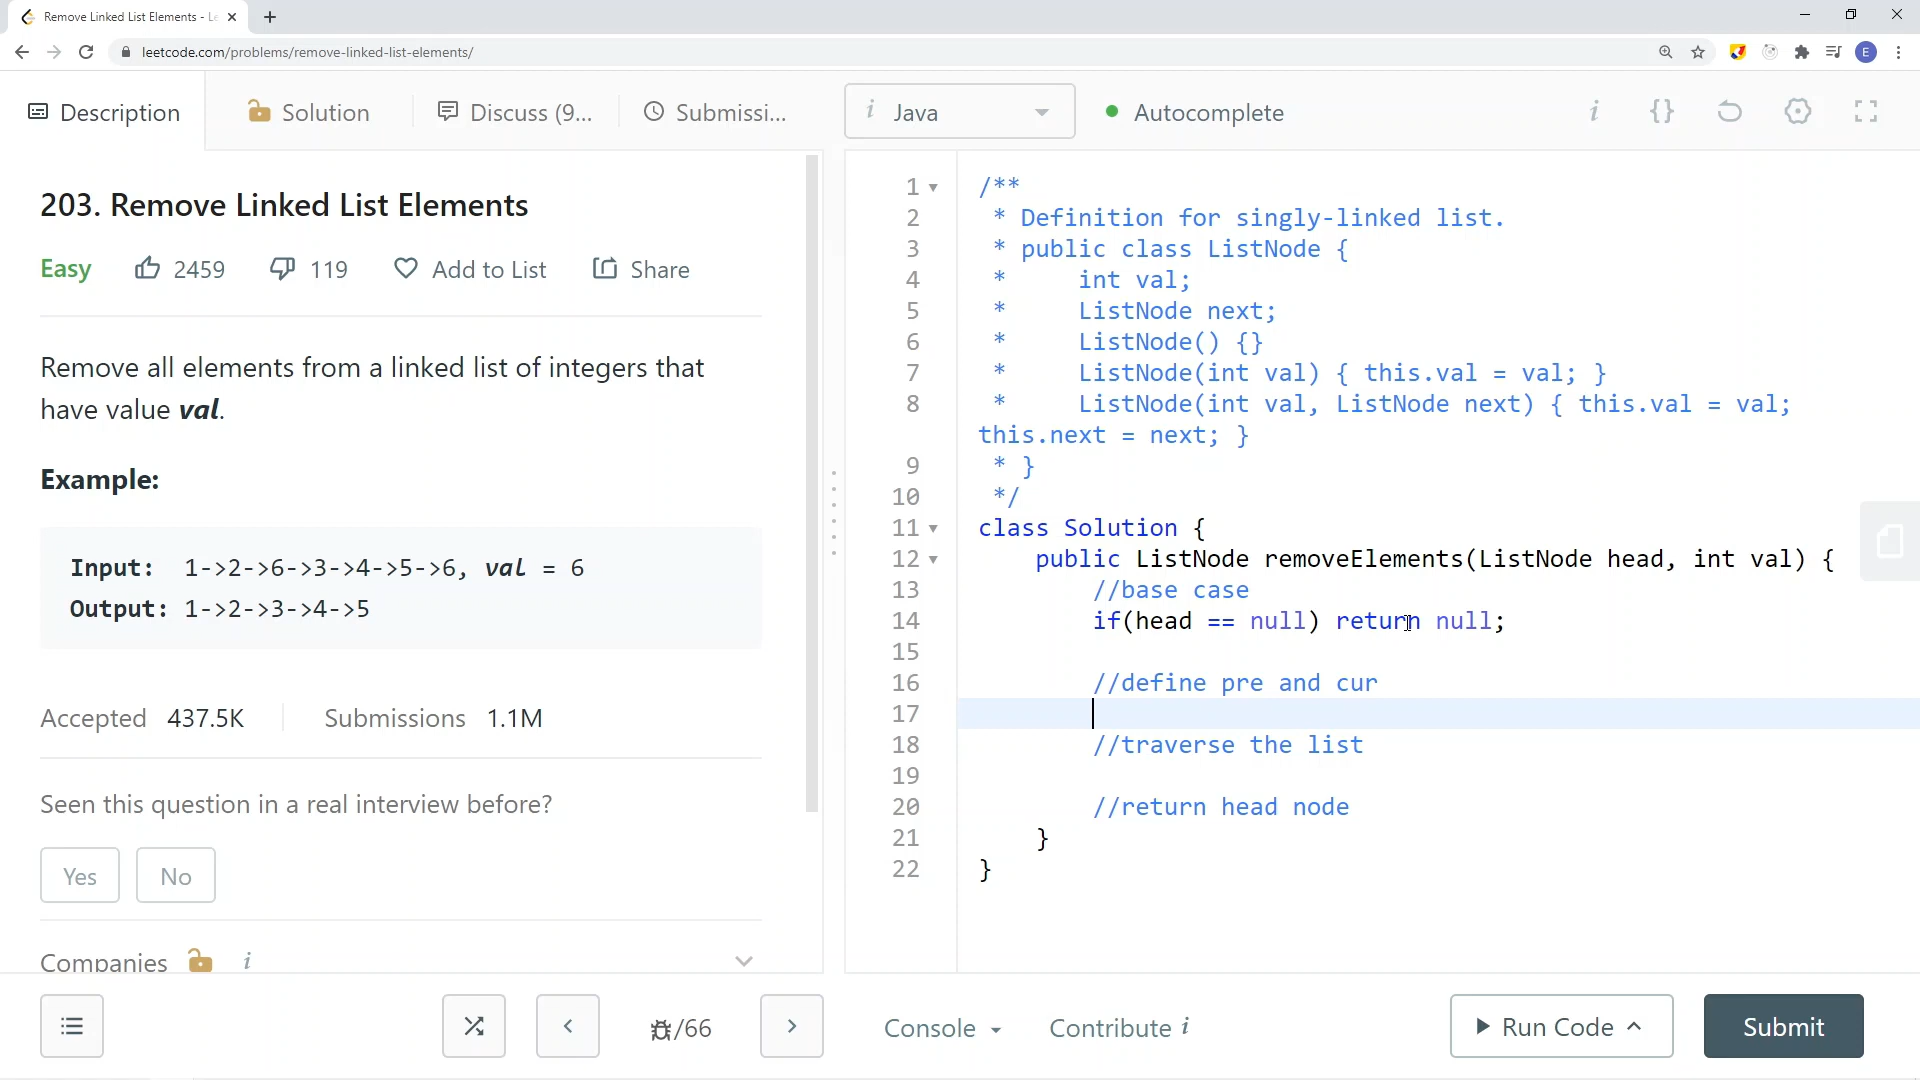 Remove Linked List Elements - Le
leetcode.com/problems/remove-linked-list-elements/
E
Description
Solution
Discuss (9...
Submissi...
i Java
Autocomplete
i {}
203. Remove Linked List Elements
Easy 2459 119 Add to List Share
Remove all elements from a linked list of integers that
have value val.
Example:
Input: 1->2->6->3->4->5->6, val = 6
Output: 1->2->3->4->5
Accepted 437.5K Submissions 1.1M
Seen this question in a real interview before?
Yes No
Companies i
1 /**
2 * Definition for singly-linked list.
3 * public class ListNode {
4 *     int val;
5 *     ListNode next;
6 *     ListNode() {}
7 *     ListNode(int val) { this.val = val; }
8 *     ListNode(int val, ListNode next) { this.val = val;
this.next = next; }
9 * }
10 */
11 class Solution {
12 public ListNode removeElements(ListNode head, int val) {
13 //base case
14 if(head == null) return null;
15
16 //define pre and cur
17
18 //traverse the list
19
20 //return head node
21 }
22 }
/66
Console
Contribute i
Run Code
Submit